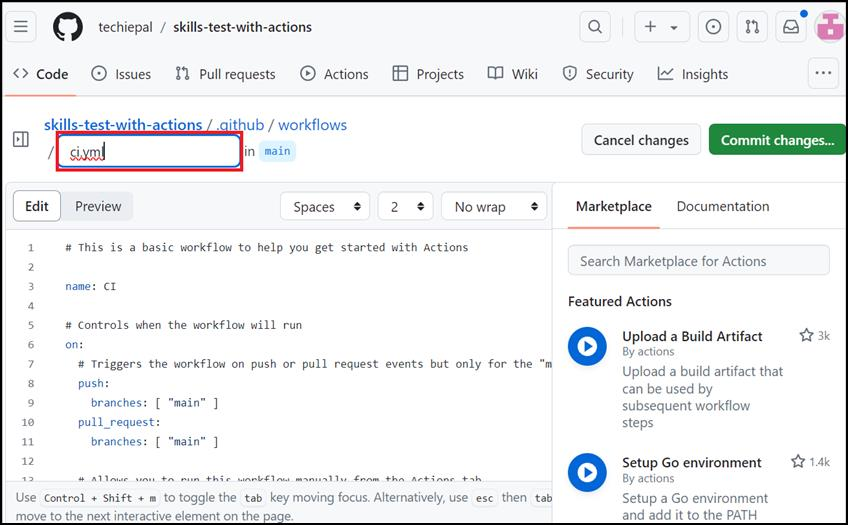 techiepal / skills-test-with-actions
Code
Issues
Pull requests
Actions
Projects
Wiki
Security
Insights
skills-test-with-actions / .github / workflows
/ ci.yml in main
Cancel changes
Commit changes...
Edit
Preview
Spaces
2
No wrap
1 # This is a basic workflow to help you get started with Actions
2
3 name: CI
4
5 # Controls when the workflow will run
6 on:
7 # Triggers the workflow on push or pull request events but only for the "m
8 push:
9 branches: [ "main" ]
10 pull_request:
11 branches: [ "main" ]
12
13 # Allows you to run this workflow manually from the Actions tab
Use Control + Shift + m to toggle the tab key moving focus. Alternatively, use esc then tab
move to the next interactive element on the page.
Marketplace
Documentation
Search Marketplace for Actions
Featured Actions
Upload a Build Artifact
3k
By actions
Upload a build artifact that
can be used by
subsequent workflow
steps
Setup Go environment
1.4k
By actions
Setup a Go environment
and add it to the PATH